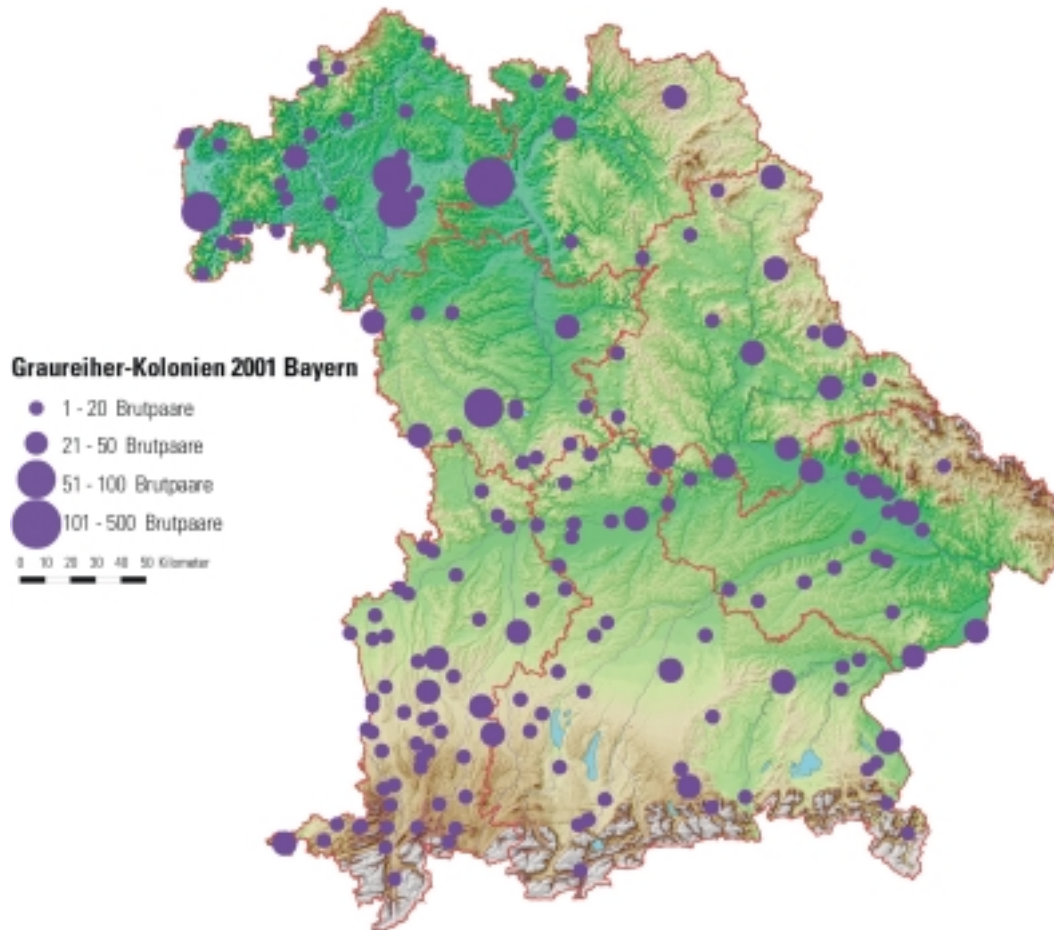 Graureiher-Kolonien 2001 Bayern
1 - 20 Brutpaare
21 - 50 Brutpaare
51 - 100 Brutpaare
101 - 500 Brutpaare
0 10 20 30 40 50 Kilometer